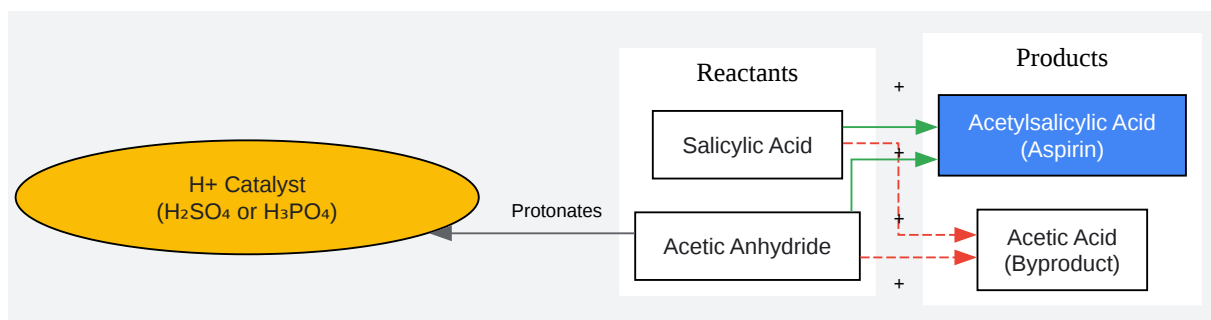 H+ Catalyst
(H₂SO₄ or H₃PO₄)
Protonates
Reactants
Salicylic Acid
Acetic Anhydride
+
+
+
+
Products
Acetylsalicylic Acid
(Aspirin)
Acetic Acid
(Byproduct)